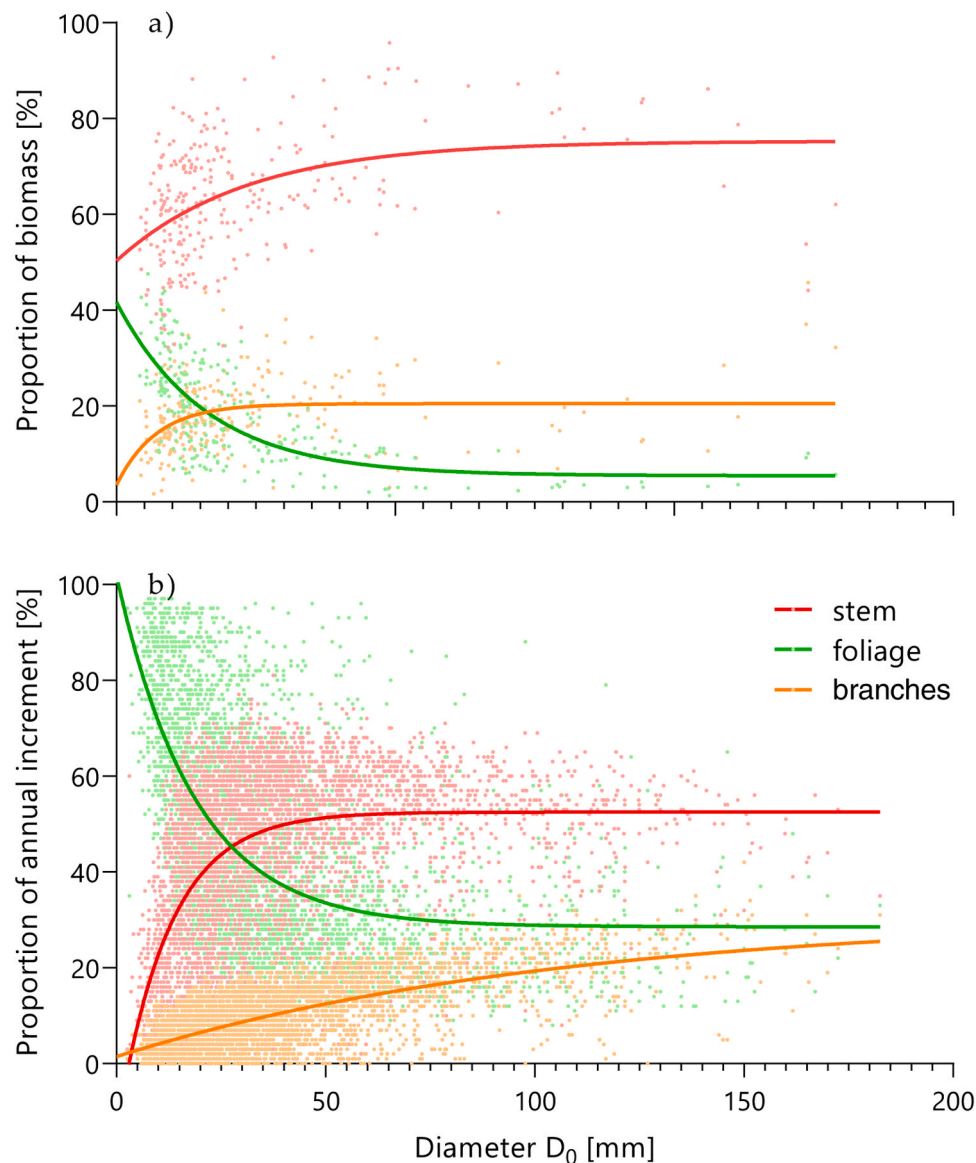 a)
100
80
60
40
20
0
Proportion of biomass [%]
b)
100
80
60
40
20
0
Proportion of annual increment [%]
stem
foliage
branches
0 50 100 150 200
Diameter D₀ [mm]